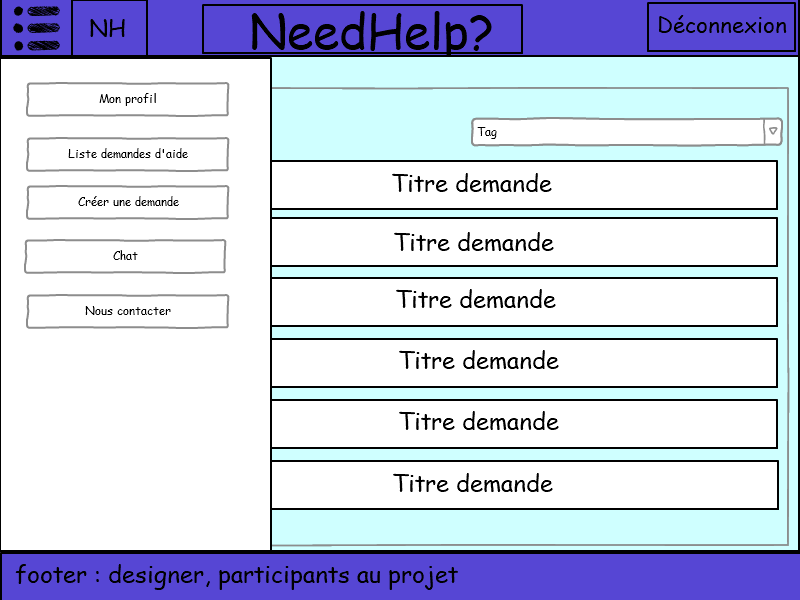 NH
NeedHelp?
Déconnexion
Mon profil
Liste demandes d'aide
Créer une demande
Chat
Nous contacter
Tag
Titre demande
Titre demande
Titre demande
Titre demande
Titre demande
Titre demande
footer : designer, participants au projet